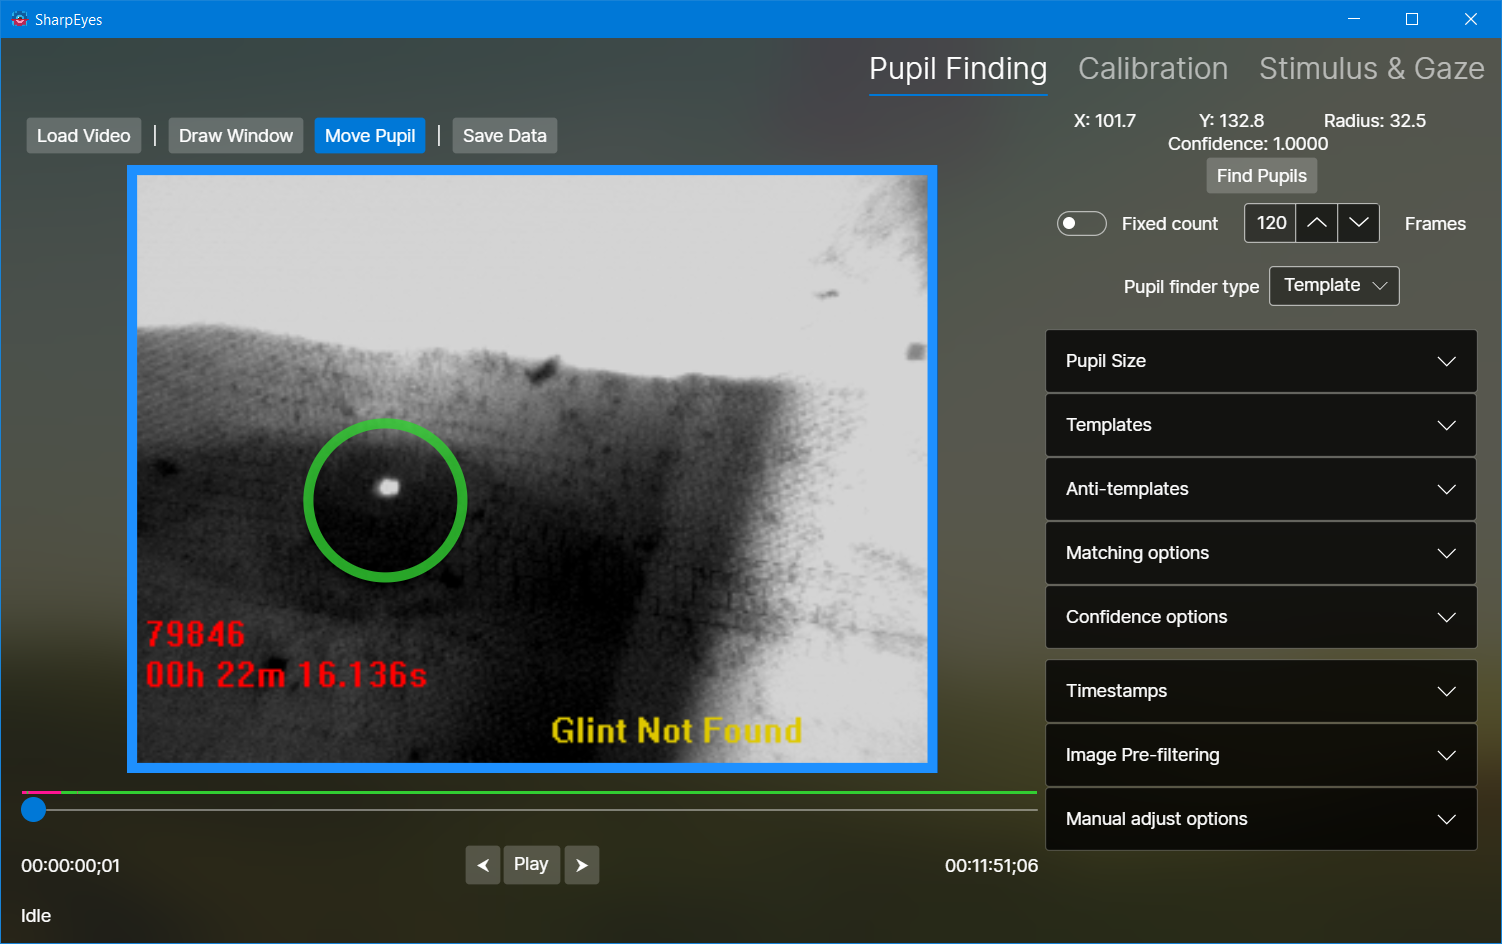 SharpEyes
Pupil Finding Calibration Stimulus & Gaze
Load Video | Draw Window Move Pupil | Save Data
X: 101.7 Y: 132.8 Radius: 32.5
Confidence: 1.0000
Find Pupils
Fixed count 120 Frames
Pupil finder type Template
Pupil Size
Templates
Anti-templates
Matching options
Confidence options
Timestamps
Image Pre-filtering
Manual adjust options
79846
00h 22m 16.136s
Glint Not Found
00:00:00;01 Play 00:11:51;06
Idle